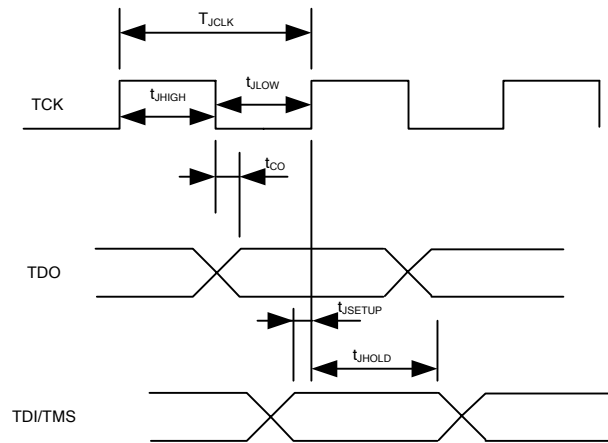 TJCLK
tJHIGH
tJLOW
TCK
tCO
TDO
tJSETUP
tJHOLD
TDI/TMS